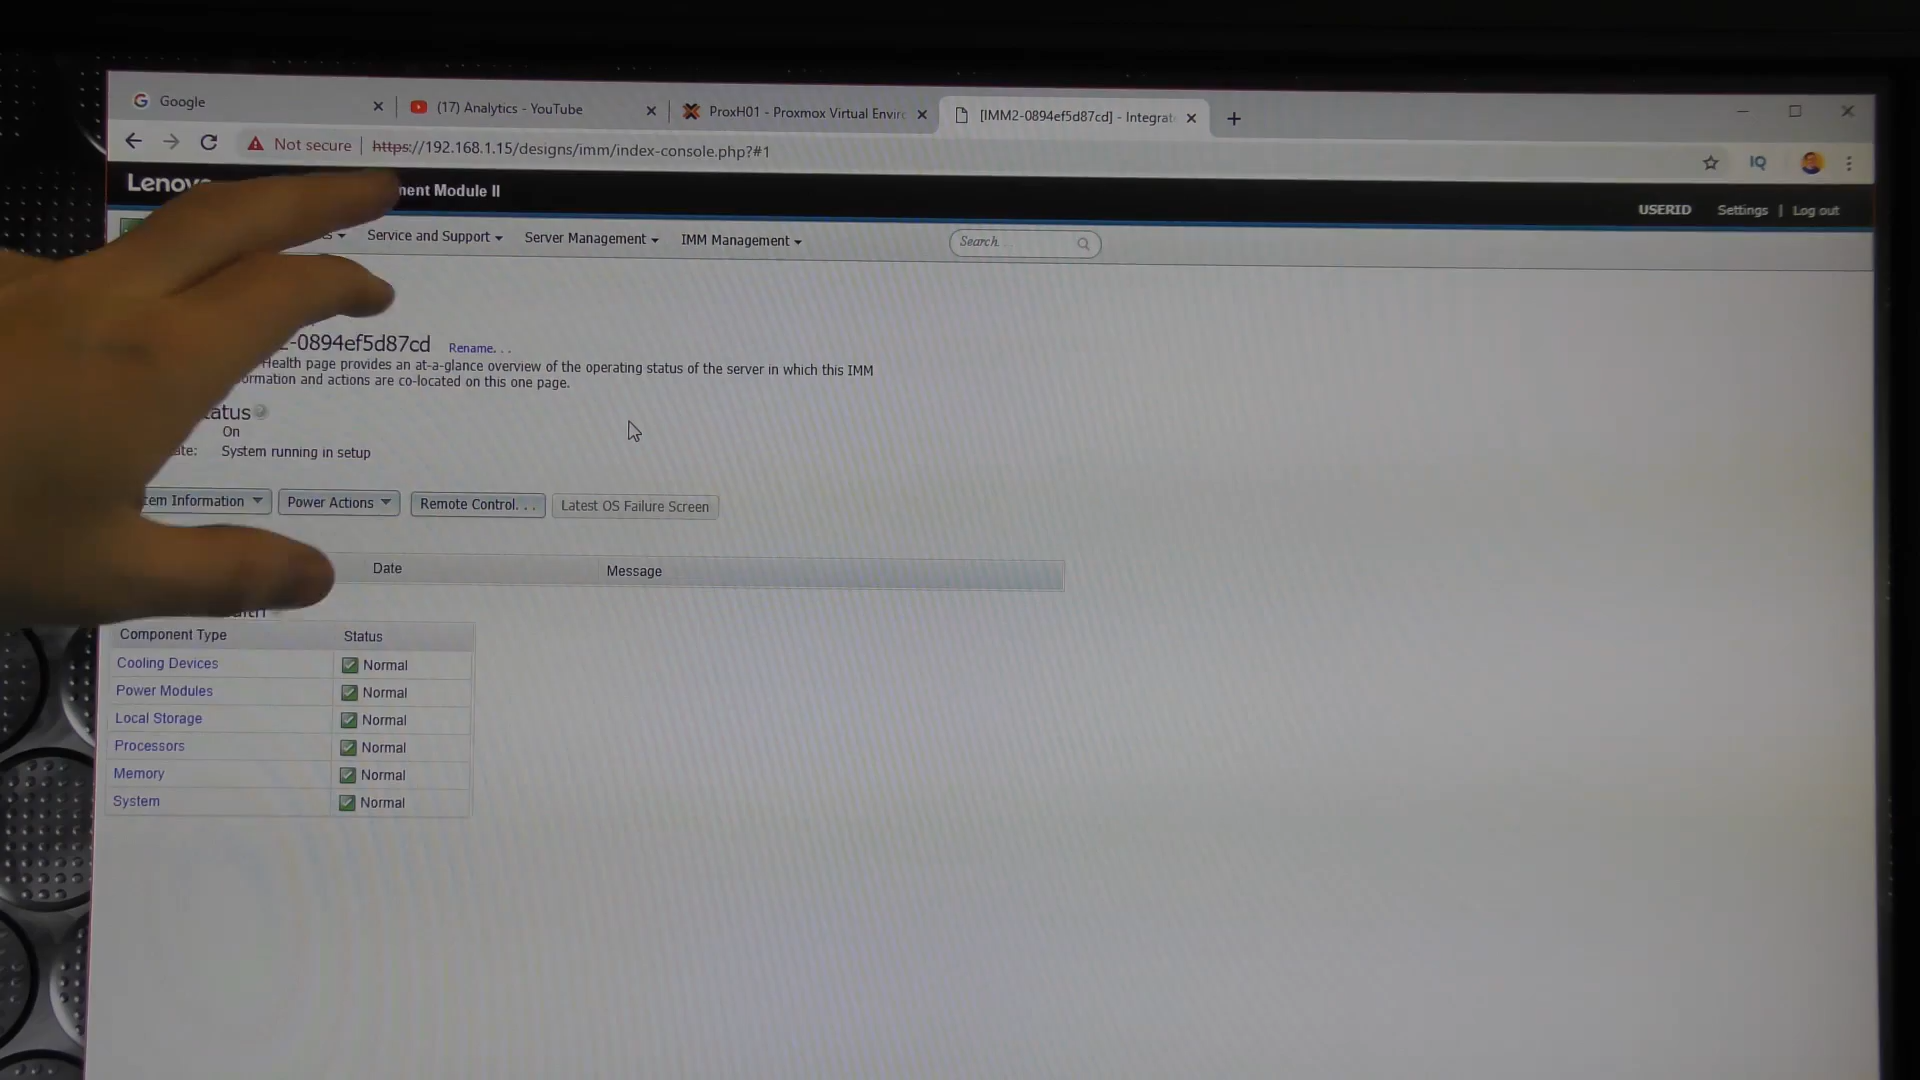 Google
(17) Analytics - YouTube
ProxH01 - Proxmox Virtual Envir
[IMM2-0894ef5d87cd] - Integrat
Not secure https://192.168.1.15/designs/imm/index-console.php?#1
IQ
Lenovo ment Module II
USERID Settings | Log out
s Service and Support Server Management IMM Management Search...
-0894ef5d87cd Rename. . .
Health page provides an at-a-glance overview of the operating status of the server in which this IMM
ormation and actions are co-located on this one page.
atus
On
ate: System running in setup
tem Information Power Actions Remote Control. . . Latest OS Failure Screen
Date Message
Component Type Status
Cooling Devices Normal
Power Modules Normal
Local Storage Normal
Processors Normal
Memory Normal
System Normal